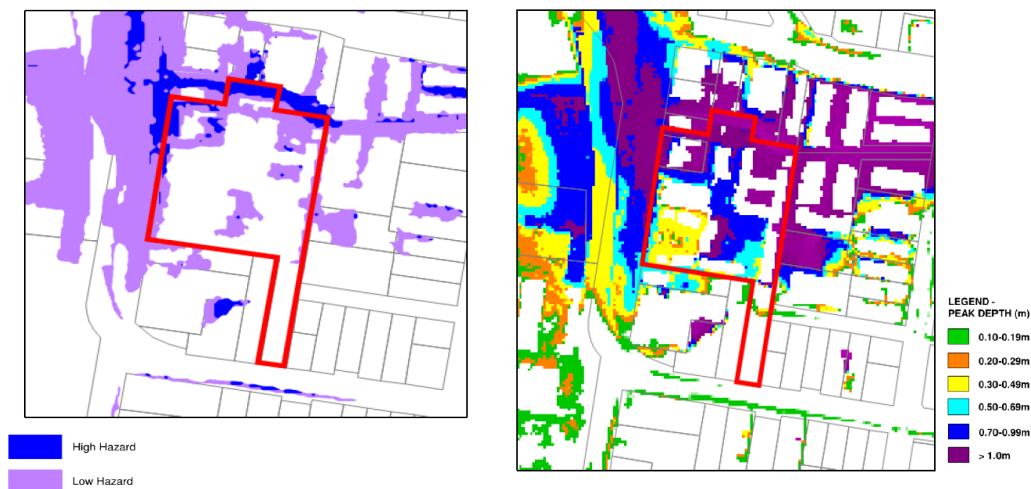 High Hazard
Low Hazard
LEGEND -
PEAK DEPTH (m)
0.10-0.19m
0.20-0.29m
0.30-0.49m
0.50-0.69m
0.70-0.99m
> 1.0m